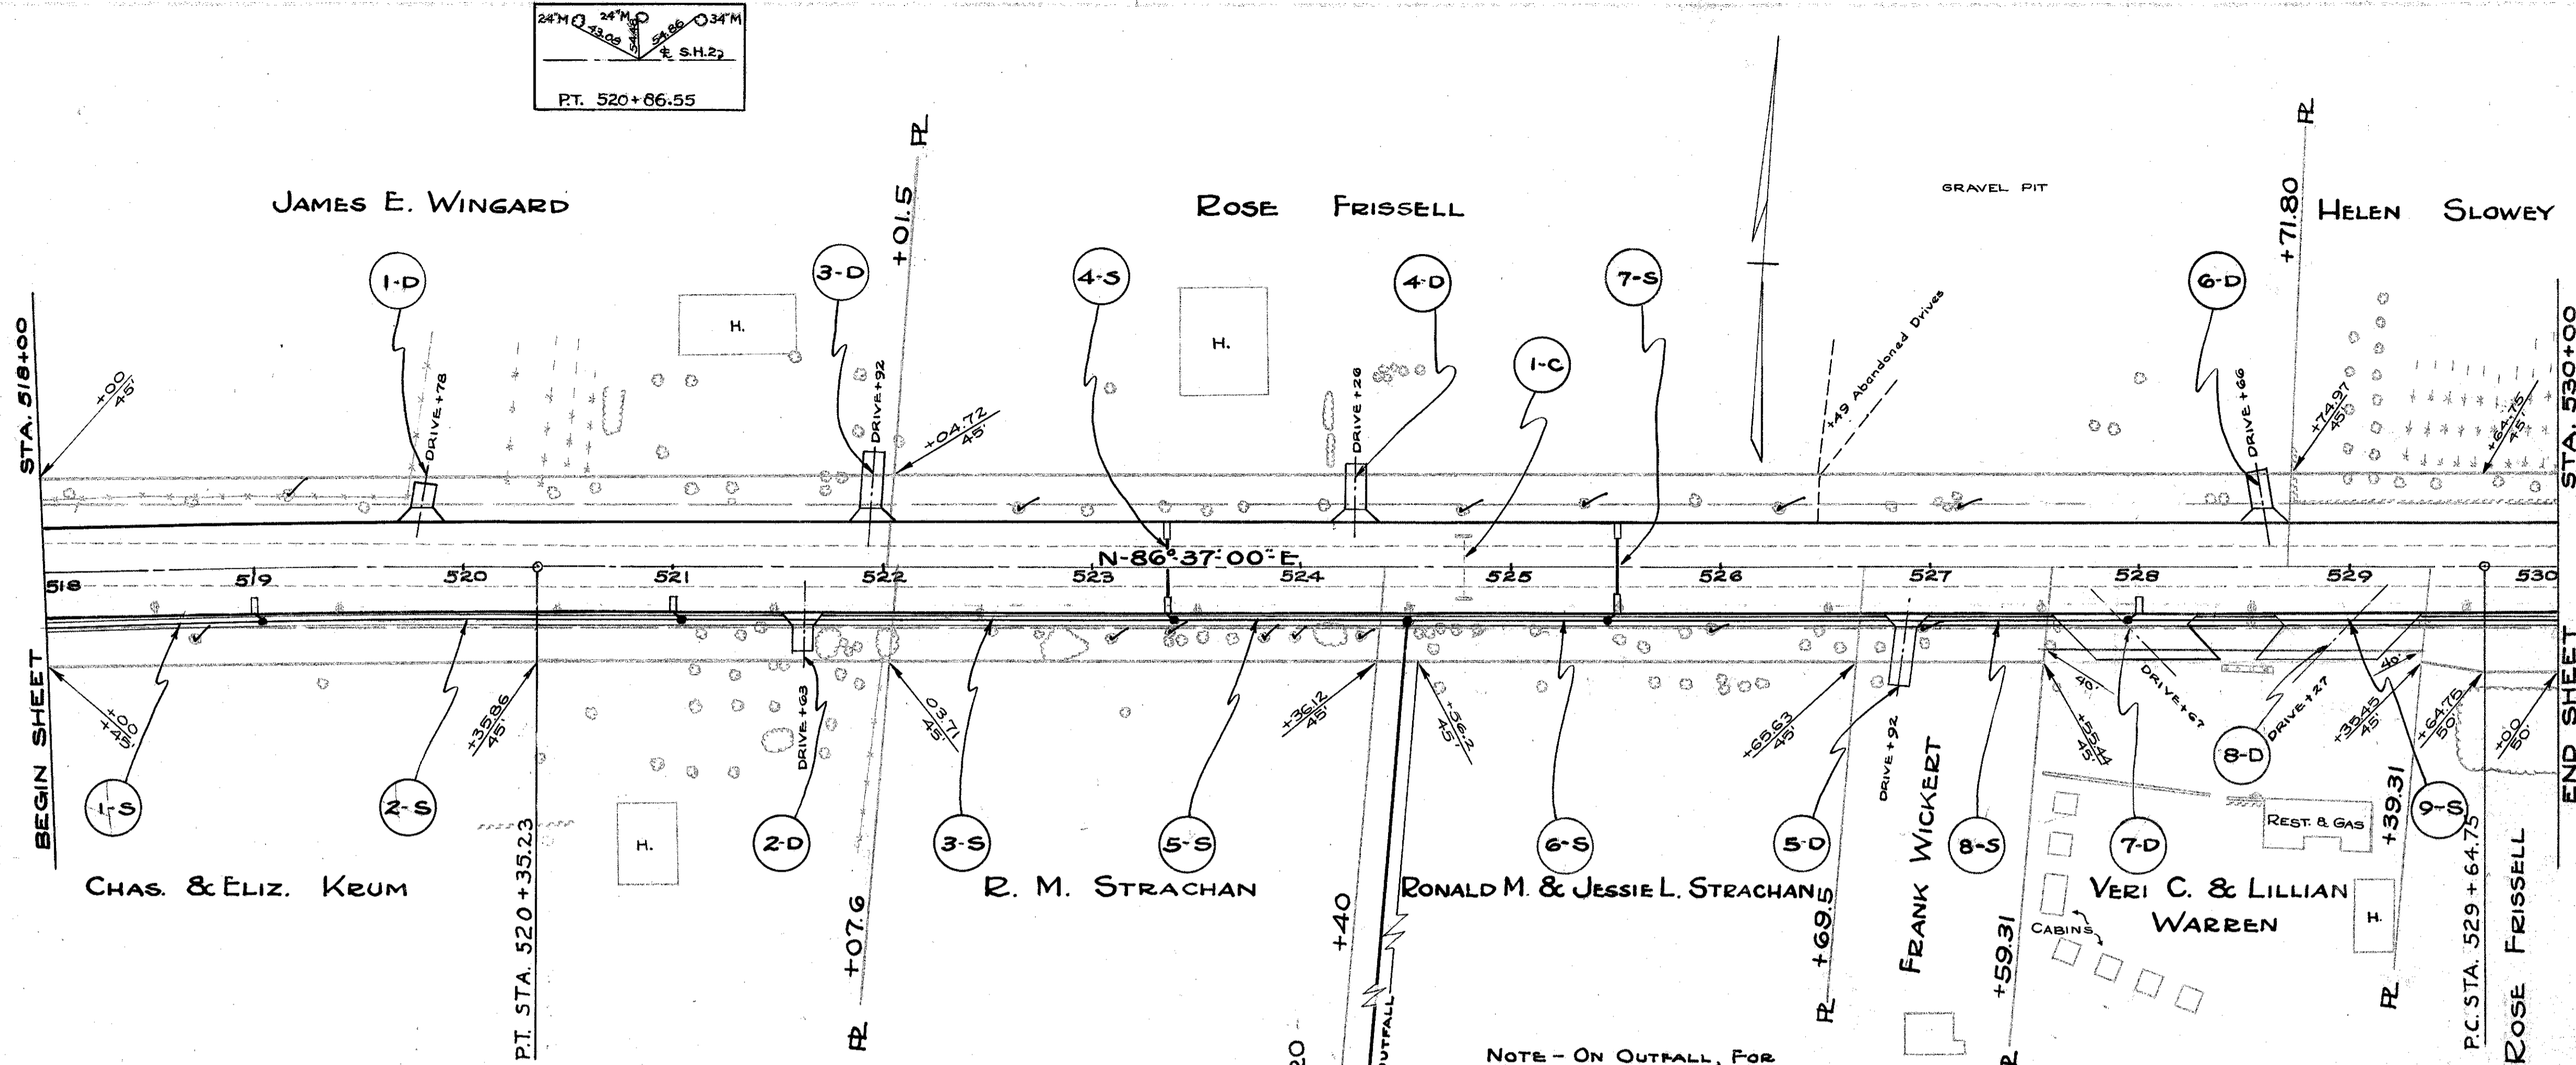 24"M 24"M 34"M
43.09 54.86
℄ S.H.2
P.T. 520+86.55
JAMES E. WINGARD
ROSE FRISSELL
GRAVEL PIT
HELEN SLOWEY
PL
+01.5
PL
+71.80
1-D
3-D
4-S
4-D
7-S
1-C
6-D
STA. 518+00
STA. 530+00
H.
H.
+00
45'
DRIVE+78
DRIVE+92
+04.72
45'
DRIVE+26
+49 Abandoned Drives
DRIVE+66
+74.97
45'
+64.75
45'
N-86°-37'-00"-E
518 519 520 521 522 523 524 525 526 527 528 529 530
BEGIN SHEET
END SHEET
+00
+45'
+35.86
45'
DRIVE+63
03.71
45'
+36.12
45'
+56.2
45'
+65.63
45'
DRIVE+92
40'
+55.44
45'
DRIVE+67
DRIVE+27
40'
+35.45
45'
+64.75
50'
+00
50'
1-S
2-S
2-D
3-S
5-S
6-S
5-D
8-S
7-D
8-D
9-S
H.
REST. & GAS
CHAS. & ELIZ. KRUM
R. M. STRACHAN
RONALD M. & JESSIE L. STRACHAN
FRANK WICKERT
VERI C. & LILLIAN
WARREN
H.
CABINS
ROSE FRISSELL
P.T. STA. 520+35.23
PL +07.6
+40
PL +69.5
+59.31
PL
+39.31
P.C. STA. 529+64.75
NOTE - ON OUTFALL, FOR